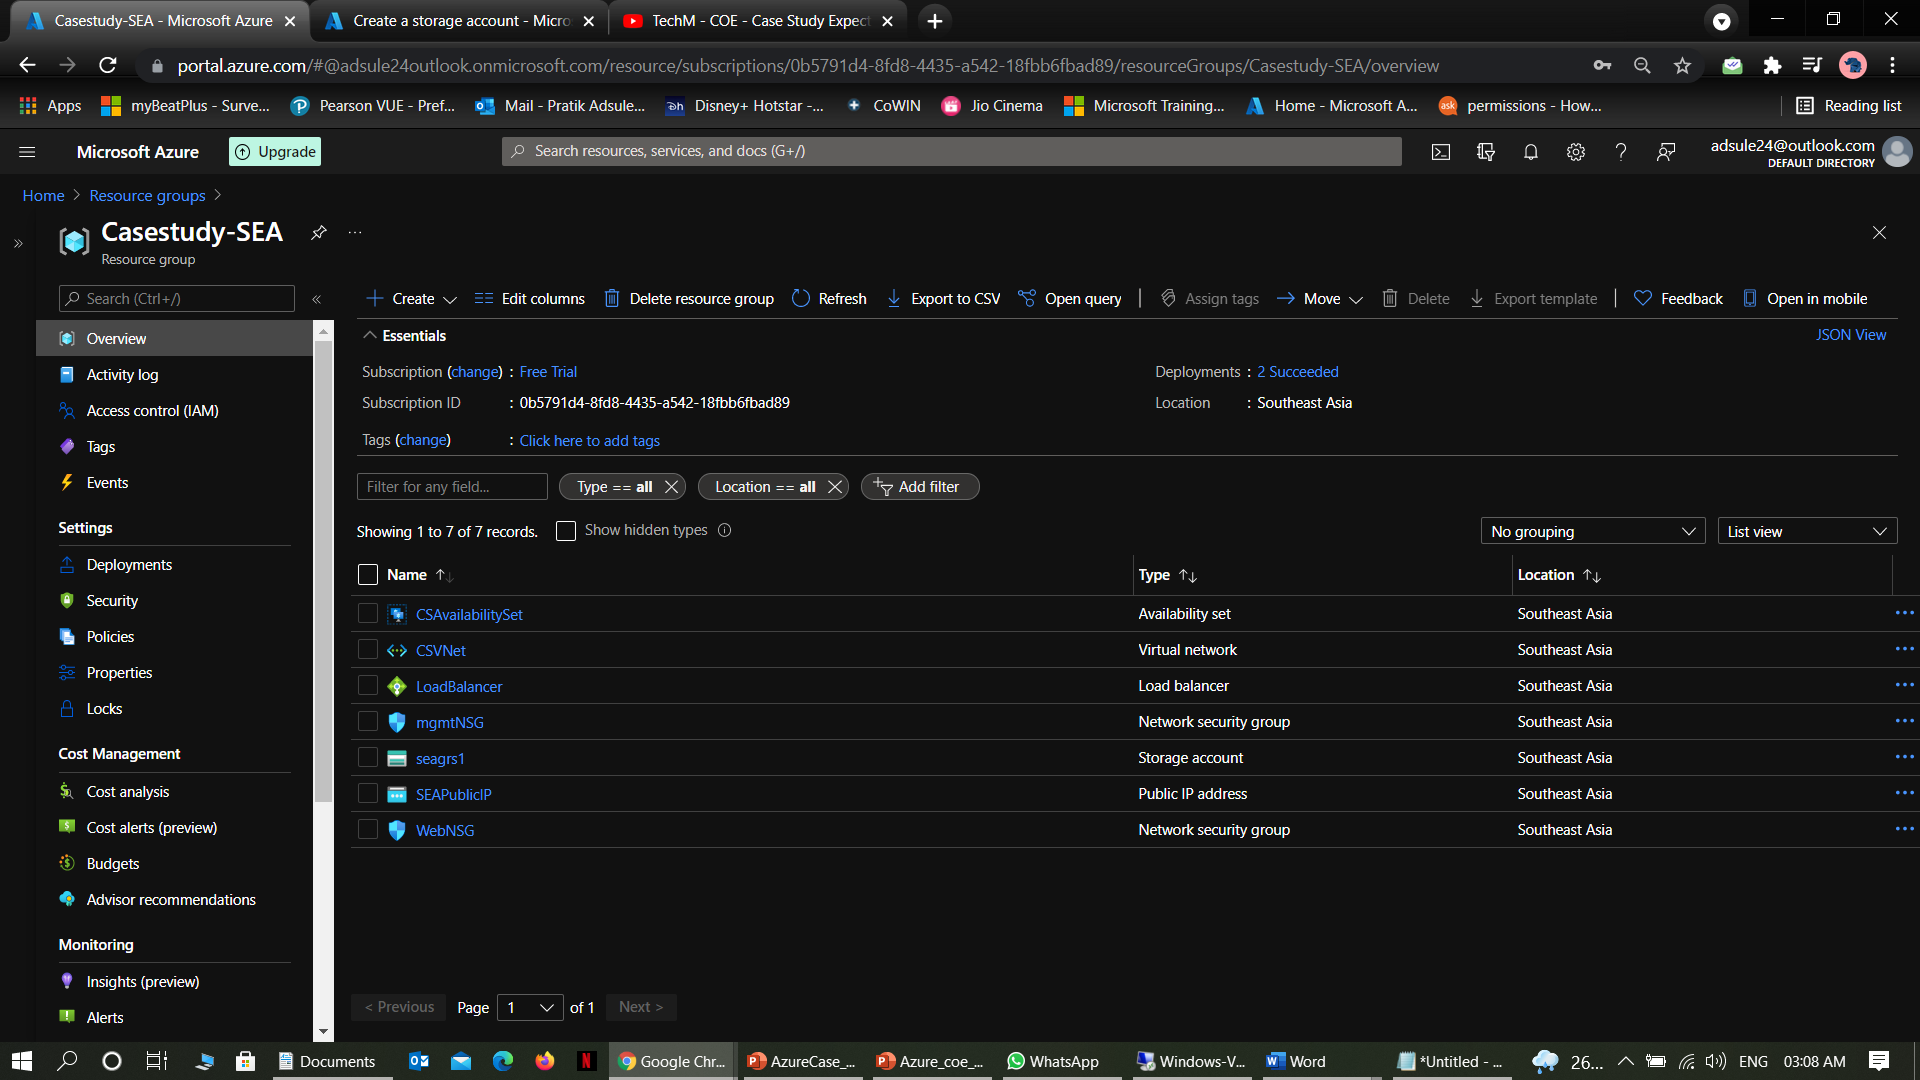 Casestudy-SEA - Microsoft Azure
Create a storage account - Micro
TechM - COE - Case Study Expect
portal.azure.com/#@adsule24outlook.onmicrosoft.com/resource/subscriptions/0b5791d4-8fd8-4435-a542-18fbb6fbad89/resourceGroups/Casestudy-SEA/overview
Apps
myBeatPlus - Surve...
Pearson VUE - Pref...
Mail - Pratik Adsule...
Disney+ Hotstar -...
CoWIN
Jio Cinema
Microsoft Training...
Home - Microsoft A...
ask
permissions - How...
Reading list
Microsoft Azure
Upgrade
Search resources, services, and docs (G+/)
adsule24@outlook.com
DEFAULT DIRECTORY
Home > Resource groups >
Casestudy-SEA
Resource group
Search (Ctrl+/)
Create
Edit columns
Delete resource group
Refresh
Export to CSV
Open query
Assign tags
Move
Delete
Export template
Feedback
Open in mobile
Overview
Activity log
Access control (IAM)
Tags
Events
Settings
Deployments
Security
Policies
Properties
Locks
Cost Management
Cost analysis
Cost alerts (preview)
Budgets
Advisor recommendations
Monitoring
Insights (preview)
Alerts
Essentials
JSON View
Subscription (change) : Free Trial
Deployments : 2 Succeeded
Subscription ID : 0b5791d4-8fd8-4435-a542-18fbb6fbad89
Location : Southeast Asia
Tags (change) : Click here to add tags
Filter for any field...
Type == all
Location == all
Add filter
Showing 1 to 7 of 7 records.
Show hidden types
No grouping
List view
Name Type Location
CSAvailabilitySet Availability set Southeast Asia
CSVNet Virtual network Southeast Asia
LoadBalancer Load balancer Southeast Asia
mgmtNSG Network security group Southeast Asia
seagrs1 Storage account Southeast Asia
SEAPublicIP Public IP address Southeast Asia
WebNSG Network security group Southeast Asia
< Previous Page 1 of 1 Next >
Documents
Google Chr...
AzureCase_...
Azure_coe_...
WhatsApp
Windows-V...
Word
*Untitled - ...
26...
ENG
03:08 AM